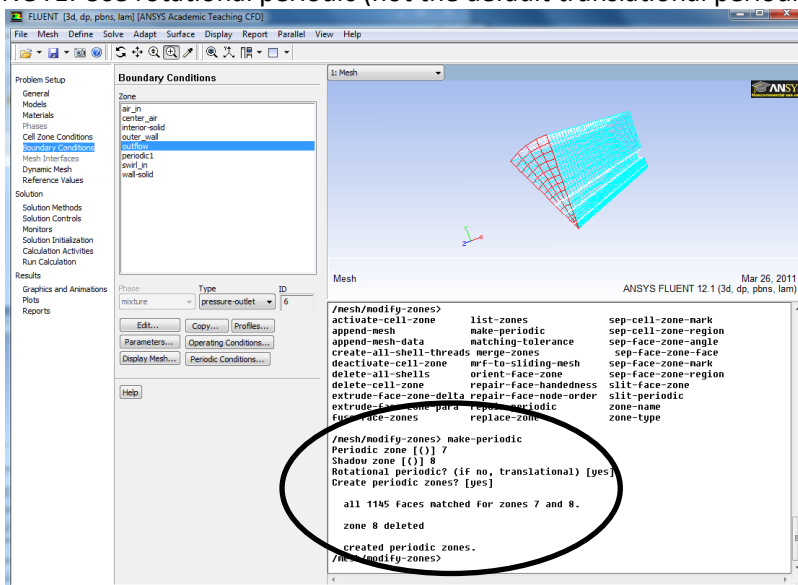 NOTE: Use rotational periodic (not the default translational period
FLUENT [3d, dp, pbns, lam] [ANSYS Academic Teaching CFD]
File Mesh Define Solve Adapt Surface Display Report Parallel View Help
Problem Setup
General
Models
Materials
Phases
Cell Zone Conditions
Boundary Conditions
Mesh Interfaces
Dynamic Mesh
Reference Values
Solution
Solution Methods
Solution Controls
Monitors
Solution Initialization
Calculation Activities
Run Calculation
Results
Graphics and Animations
Plots
Reports
Boundary Conditions
Zone
air_in
center_air
interior-solid
outer_wall
outflow
periodic1
swirl_in
wall-solid
Phase Type ID
mixture pressure-outlet 6
Edit... Copy... Profiles...
Parameters... Operating Conditions...
Display Mesh... Periodic Conditions...
Help
1: Mesh
ANSY
Y
X
Z
Mesh
Mar 26, 2011
ANSYS FLUENT 12.1 (3d, dp, pbns, lam)
/mesh/modify-zones>
activate-cell-zone list-zones sep-cell-zone-mark
append-mesh make-periodic sep-cell-zone-region
append-mesh-data matching-tolerance sep-face-zone-angle
create-all-shell-threads merge-zones sep-face-zone-face
deactivate-cell-zone mrf-to-sliding-mesh sep-face-zone-mark
delete-all-shells orient-face-zone sep-face-zone-region
delete-cell-zone repair-face-handedness slit-face-zone
extrude-face-zone-delta repair-face-node-order slit-periodic
extrude-face-zone-para repair-periodic zone-name
fuse-face-zones replace-zone zone-type
/mesh/modify-zones> make-periodic
Periodic zone [()] 7
Shadow zone [()] 8
Rotational periodic? (if no, translational) [yes]
Create periodic zones? [yes]
all 1145 faces matched for zones 7 and 8.
zone 8 deleted
created periodic zones.
/mesh/modify-zones>